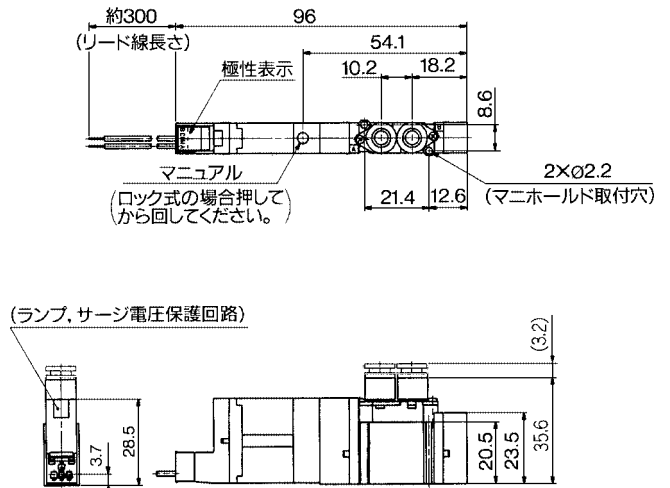 約300
96
(リード線長さ)
54.1
極性表示
10.2
18.2
8.6
マニュアル
(ロック式の場合押して
から回してください。)
2×Ø2.2
(マニホールド取付穴)
21.4
12.6
A
B
(ランプ, サージ電圧保護回路)
(3.2)
28.5
3.7
20.5
23.5
35.6